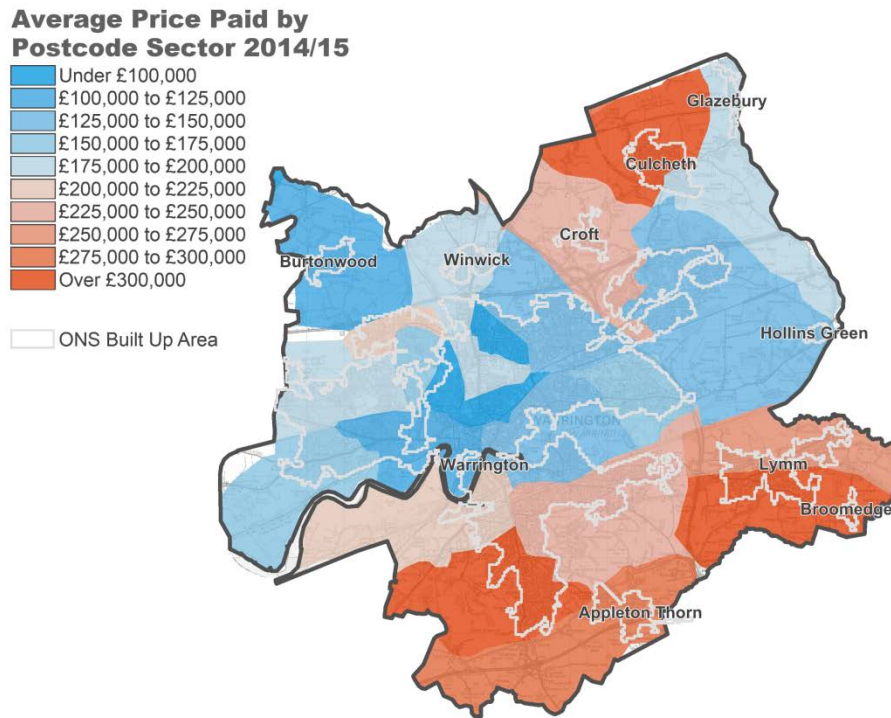 Average Price Paid by
Postcode Sector 2014/15
Under £100,000
£100,000 to £125,000
£125,000 to £150,000
£150,000 to £175,000
£175,000 to £200,000
£200,000 to £225,000
£225,000 to £250,000
£250,000 to £275,000
£275,000 to £300,000
Over £300,000
ONS Built Up Area
Glazebury
Culcheth
Croft
Winwick
Burtonwood
Hollins Green
WARRINGTON
Warrington
Lymm
Broomedge
Appleton Thorn